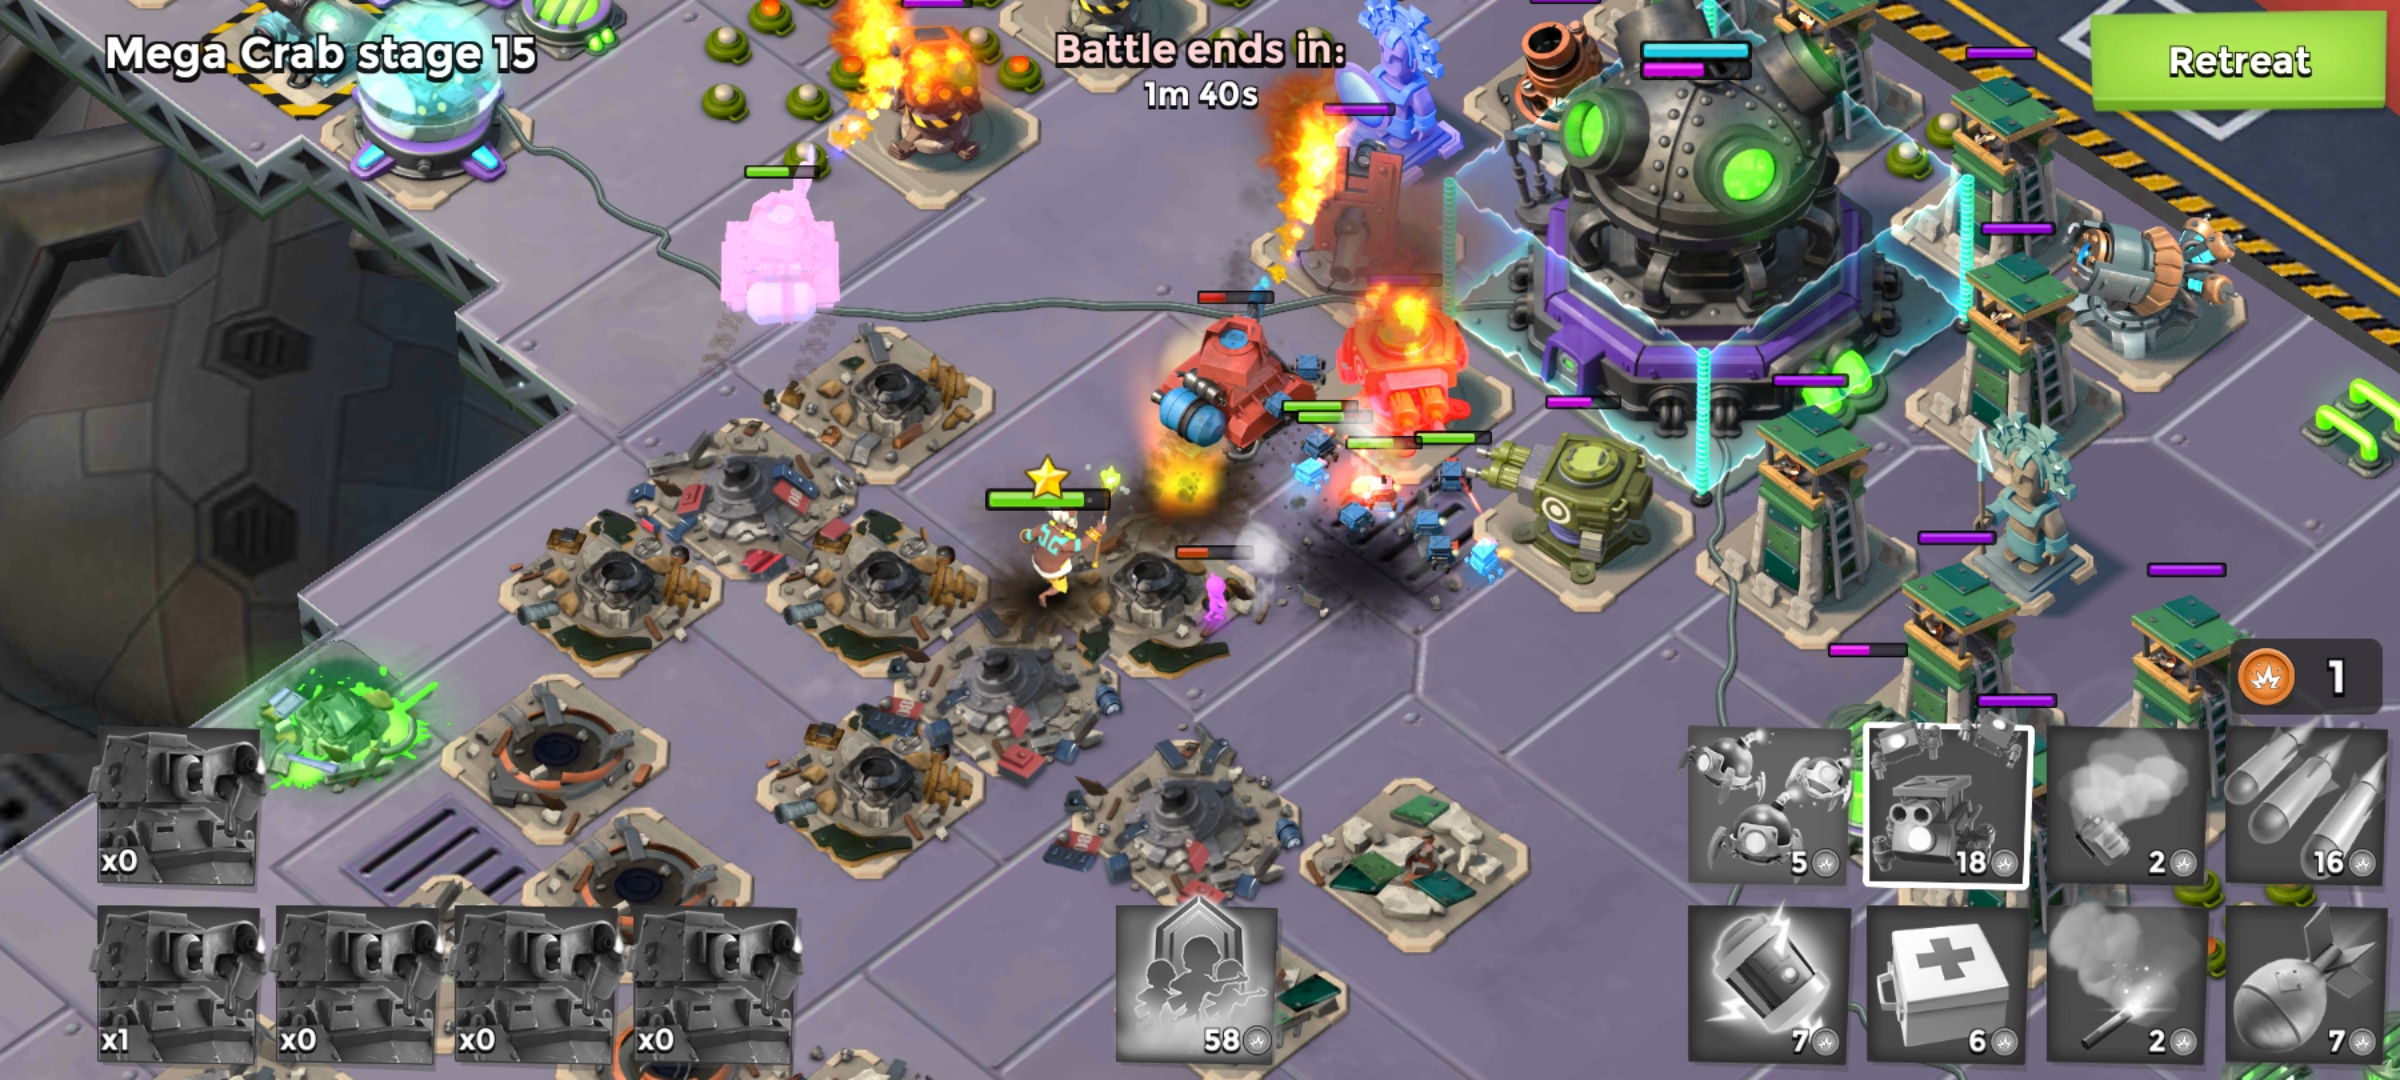 Mega Crab stage 15
Battle ends in:
1m 40s
Retreat
1
x0
5
18
2
16
x1
x0
x0
x0
58
7
6
2
7